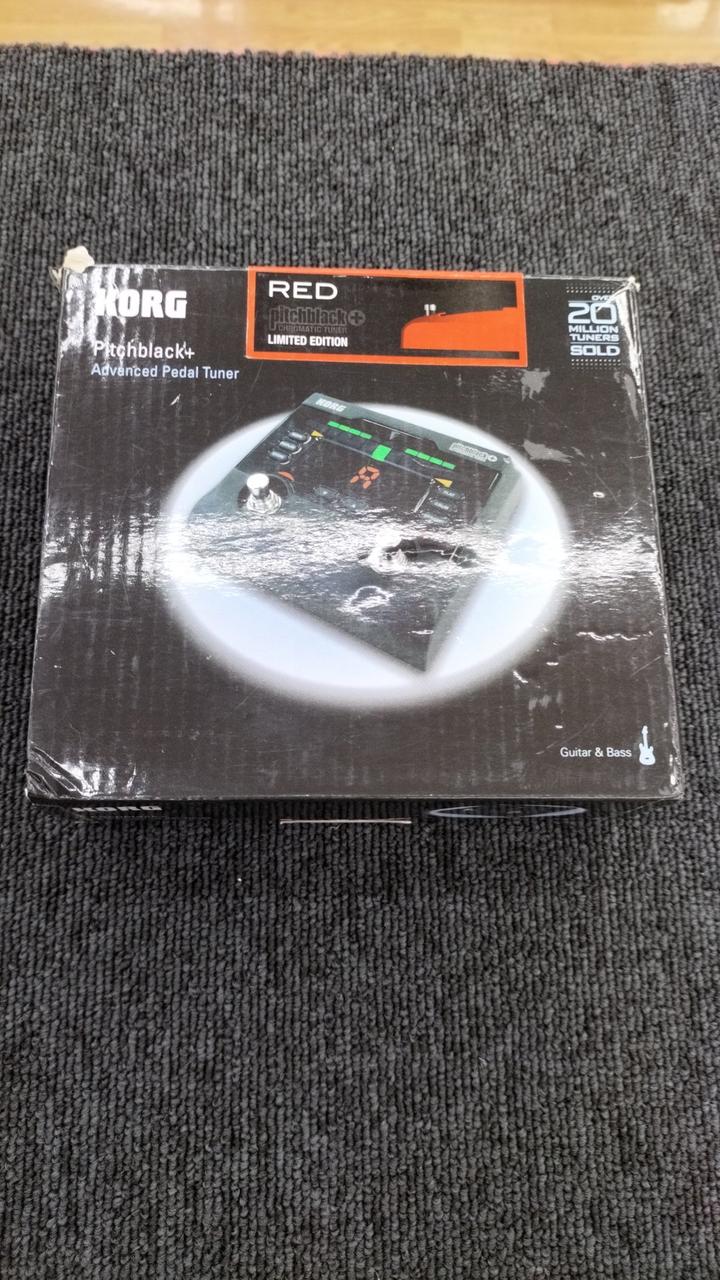 KORG
Pitchblack+
Advanced Pedal Tuner
RED
pitchblack+
CHROMATIC TUNER
LIMITED EDITION
OVER
20
MILLION
TUNERS
SOLD
KORG
pitchblack+
A
Guitar & Bass
KORG